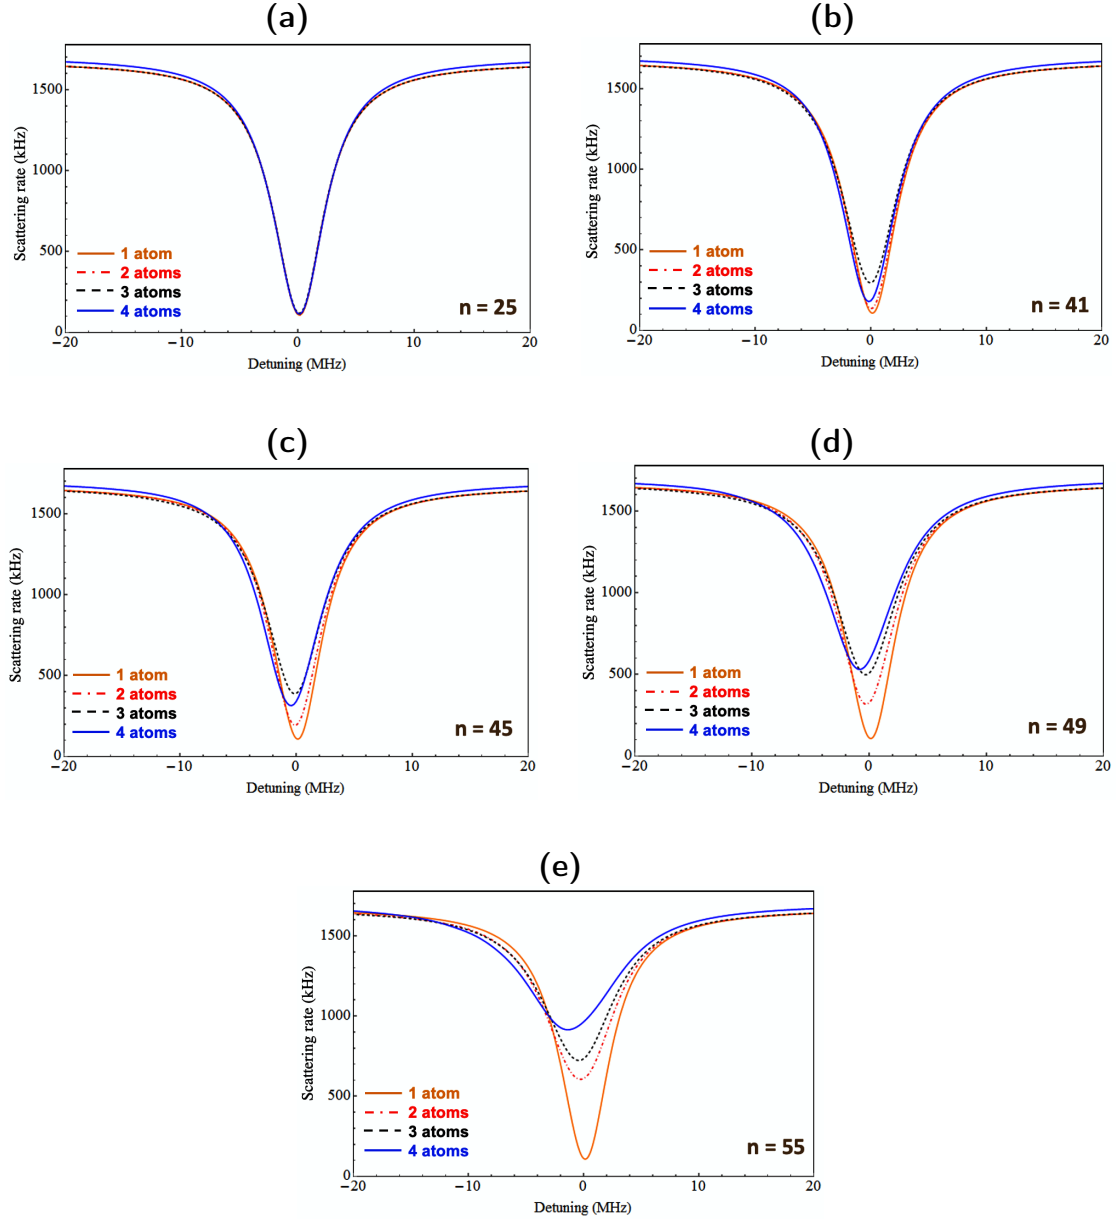 (a)
Scattering rate (kHz)
1500
1000
500
0
1 atom
2 atoms
3 atoms
4 atoms
n = 25
−20
−10
0
10
20
Detuning (MHz)
(b)
Scattering rate (kHz)
1500
1000
500
0
1 atom
2 atoms
3 atoms
4 atoms
n = 41
−20
−10
0
10
20
Detuning (MHz)
(c)
Scattering rate (kHz)
1500
1000
500
0
1 atom
2 atoms
3 atoms
4 atoms
n = 45
−20
−10
0
10
20
Detuning (MHz)
(d)
Scattering rate (kHz)
1500
1000
500
0
1 atom
2 atoms
3 atoms
4 atoms
n = 49
−20
−10
0
10
20
Detuning (MHz)
(e)
Scattering rate (kHz)
1500
1000
500
0
1 atom
2 atoms
3 atoms
4 atoms
n = 55
−20
−10
0
10
20
Detuning (MHz)